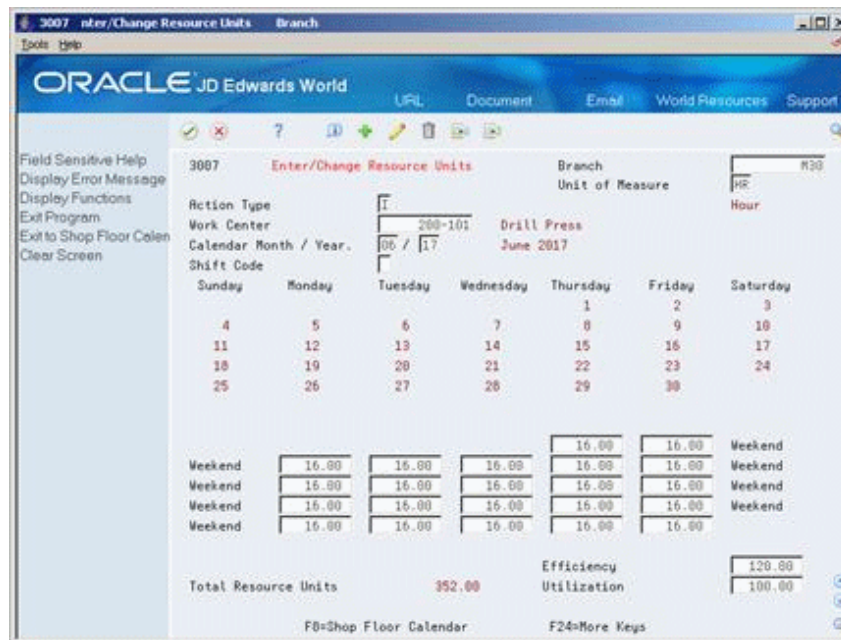 3007 nter/Change Resource Units Branch
Tools Help
ORACLE JD Edwards World
URL Document Email World Resources Support
Field Sensitive Help
Display Error Message
Display Functions
Exit Program
Exit to Shop Floor Calen
Clear Screen
3007 Enter/Change Resource Units Branch M30
Unit of Measure HR Hour
Action Type I
Work Center 200-101 Drill Press
Calendar Month / Year. 06 / 17 June 2017
Shift Code
Sunday Monday Tuesday Wednesday Thursday Friday Saturday
1 2 3
4 5 6 7 8 9 10
11 12 13 14 15 16 17
18 19 20 21 22 23 24
25 26 27 28 29 30
16.00 16.00 Weekend
Weekend 16.00 16.00 16.00 16.00 16.00 Weekend
Weekend 16.00 16.00 16.00 16.00 16.00 Weekend
Weekend 16.00 16.00 16.00 16.00 16.00 Weekend
Weekend 16.00 16.00 16.00 16.00 16.00
Efficiency 120.00
Total Resource Units 352.00 Utilization 100.00
F8=Shop Floor Calendar F24=More Keys